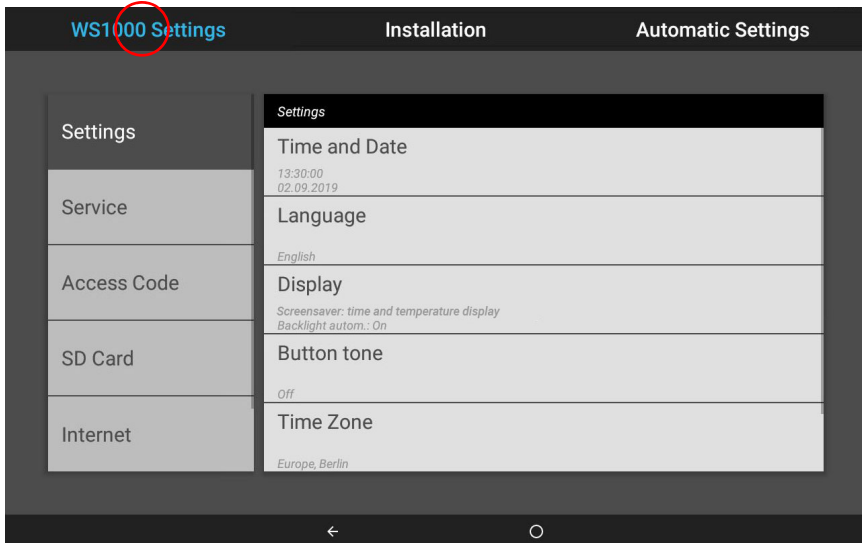 WS1000 Settings
Installation
Automatic Settings
Settings
Service
Access Code
SD Card
Internet
Settings
Time and Date
13:30:00
02.09.2019
Language
English
Display
Screensaver: time and temperature display
Backlight autom.: On
Button tone
Off
Time Zone
Europe, Berlin